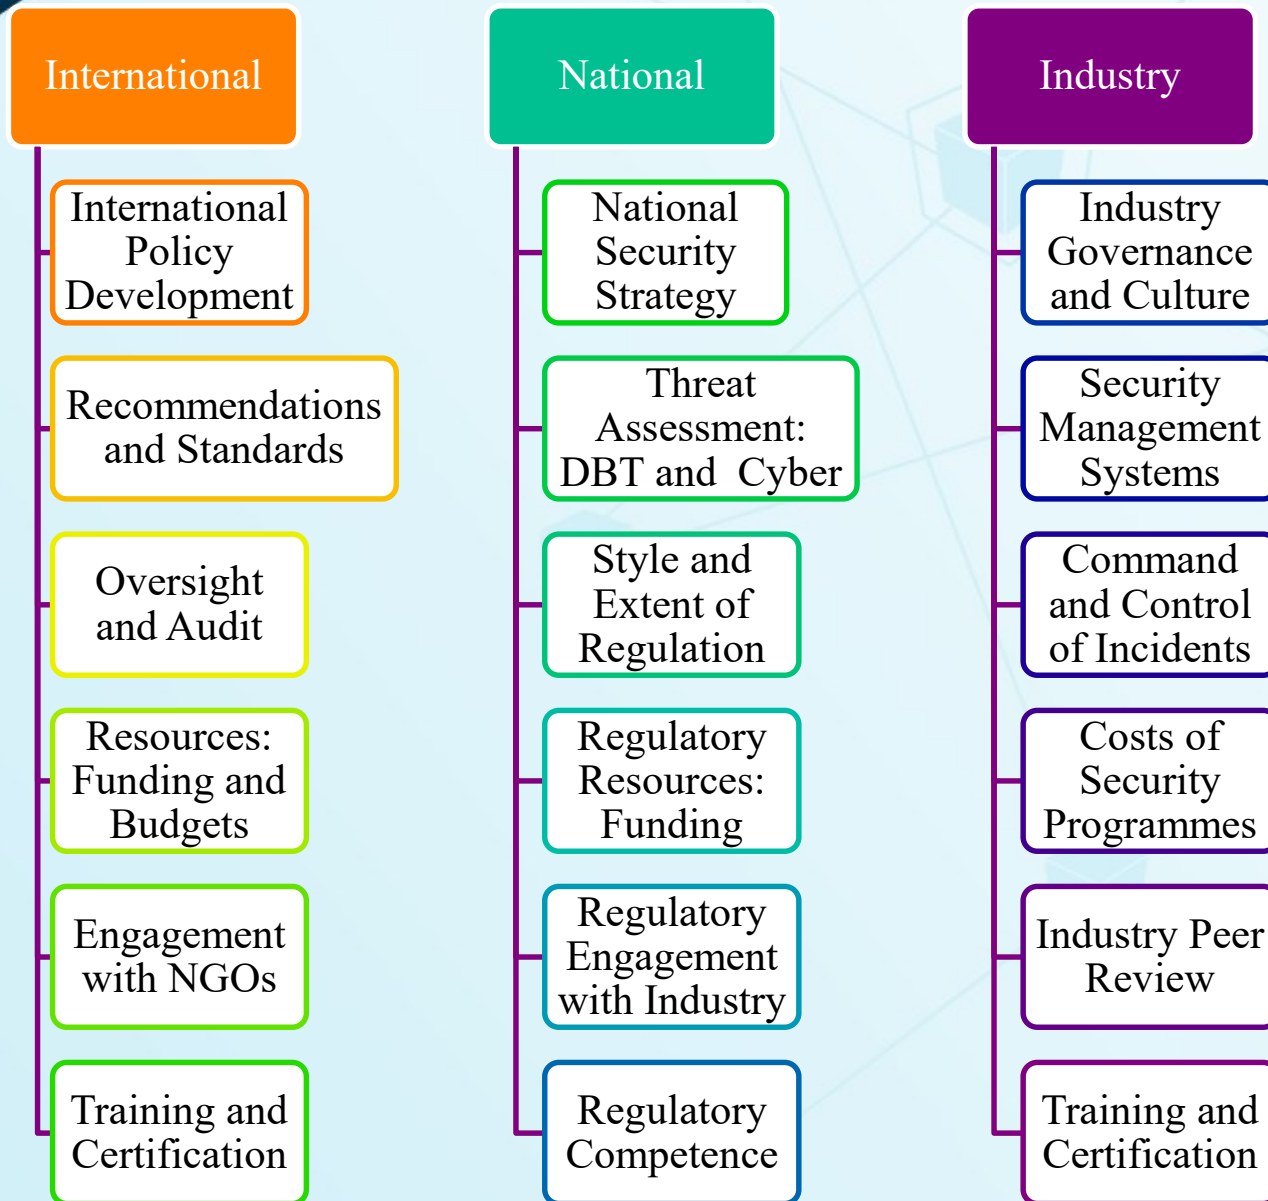 International
International
Policy
Development
Recommendations
and Standards
Oversight
and Audit
Resources:
Funding and
Budgets
Engagement
with NGOs
Training and
Certification
National
National
Security
Strategy
Threat
Assessment:
DBT and  Cyber
Style and
Extent of
Regulation
Regulatory
Resources:
Funding
Regulatory
Engagement
with Industry
Regulatory
Competence
Industry
Industry
Governance
and Culture
Security
Management
Systems
Command
and Control
of Incidents
Costs of
Security
Programmes
Industry Peer
Review
Training and
Certification